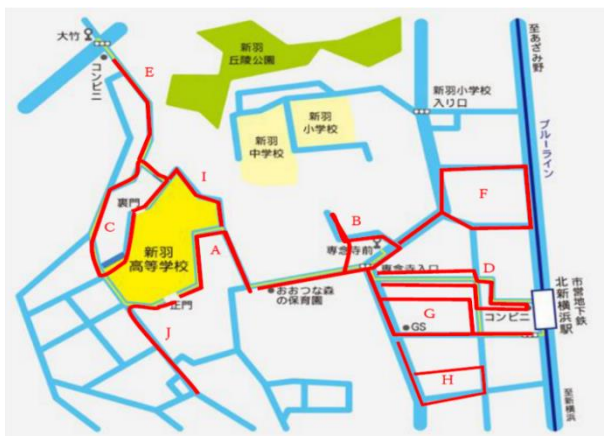 大竹
コンビニ
E
新羽
丘陵公園
至あざみ野
ブルーライン
新羽小学校
入り口
新羽
小学校
新羽
中学校
I
F
裏門
C
B
新羽
高等学校
A
専念寺前
専念寺入口
D
おおつな森
の保育園
正門
J
G
GS
コンビニ
市営地下鉄
北新横浜駅
H
至新横浜